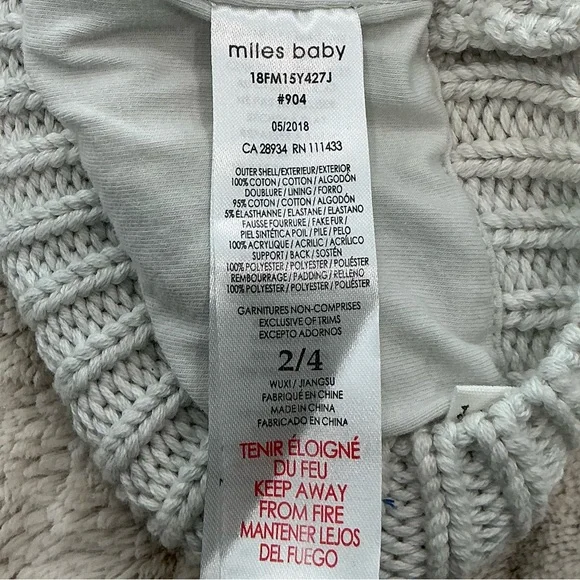 miles baby
18FM15Y427J
#904
05/2018
CA 28934 RN 111433
OUTER SHELL/EXTERIEUR/EXTERIOR
100% COTON / COTTON / ALGODÓN
DOUBLURE / LINING / FORRO
95% COTON / COTTON / ALGODÓN
5% ÉLASTHANNE / ELASTANE / ELASTANO
FAUSSE FOURRURE / FAKE FUR /
PIEL SINTÉTICA POIL / PILE / PELO
100% ACRYLIQUE / ACRILIC / ACRÍLICO
SUPPORT / BACK / SOSTÉN
100% POLYESTER / POLYESTER / POLIÉSTER
REMBOURRAGE / PADDING / RELLENO
100% POLYESTER / POLYESTER / POLIÉSTER
GARNITURES NON-COMPRISES
EXCLUSIVE OF TRIMS
EXCEPTO ADORNOS
2/4
WUXI / JIANGSU
FABRIQUÉ EN CHINE
MADE IN CHINA
FABRICADO EN CHINA
TENIR ÉLOIGNÉ
DU FEU
KEEP AWAY
FROM FIRE
MANTENER LEJOS
DEL FUEGO